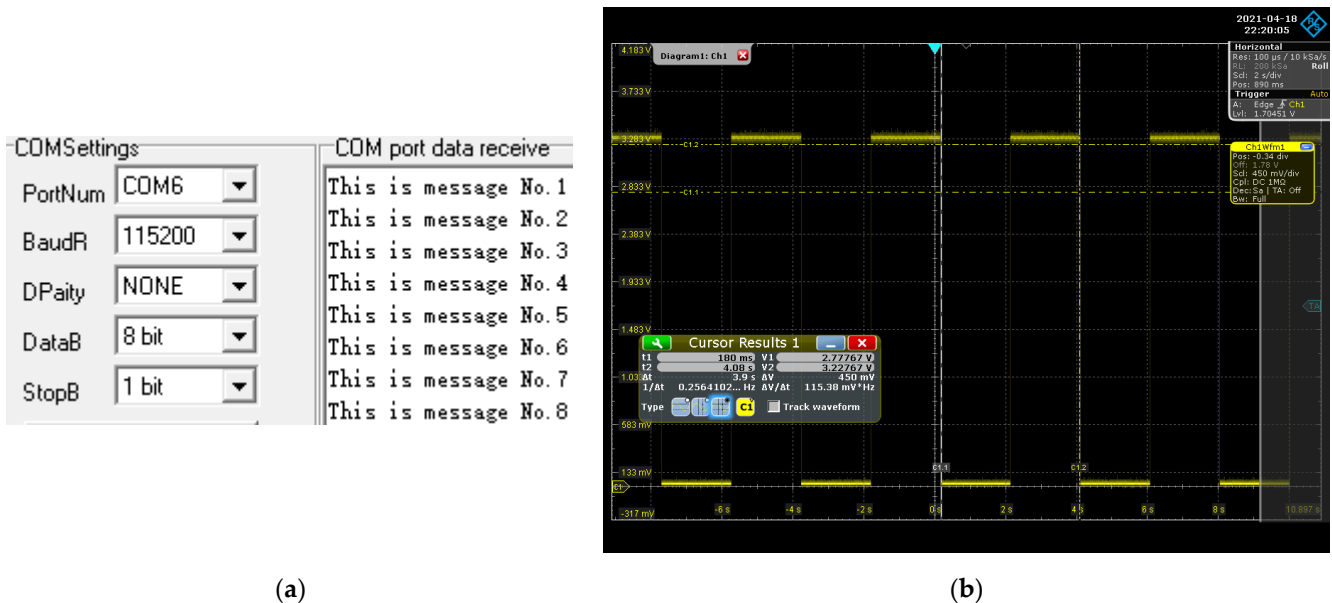 COMSettings
PortNum COM6
BaudR 115200
DPaity NONE
DataB 8 bit
StopB 1 bit
COM port data receive
This is message No.1
This is message No.2
This is message No.3
This is message No.4
This is message No.5
This is message No.6
This is message No.7
This is message No.8
(a)
2021-04-18
22:20:05
Diagram1: Ch1
Horizontal
Res: 100 µs / 10 kSa/s
RL: 200 kSa Roll
Scl: 2 s/div
Pos: 890 ms
Trigger Auto
A: Edge Ch1
Lvl: 1.70451 V
Ch1Wfm1
Pos: -0.34 div
Off: 1.78 V
Scl: 450 mV/div
Cpl: DC 1MΩ
Dec:Sa | TA: Off
Bw: Full
4.183 V
3.733 V
3.283 V
C1.2
2.833 V
C1.1
2.383 V
1.933 V
TA
1.483 V
1.03
583 mV
133 mV
C1
-317 mV
Cursor Results 1
t1 180 ms V1 2.77767 V
t2 4.08 s V2 3.22767 V
Δt 3.9 s ΔV 450 mV
1/Δt 0.2564102... Hz ΔV/Δt 115.38 mV*Hz
Type C1 Track waveform
C1.1
C1.2
-6 s
-4 s
-2 s
0 s
2 s
4 s
6 s
8 s
10.897 s
(b)